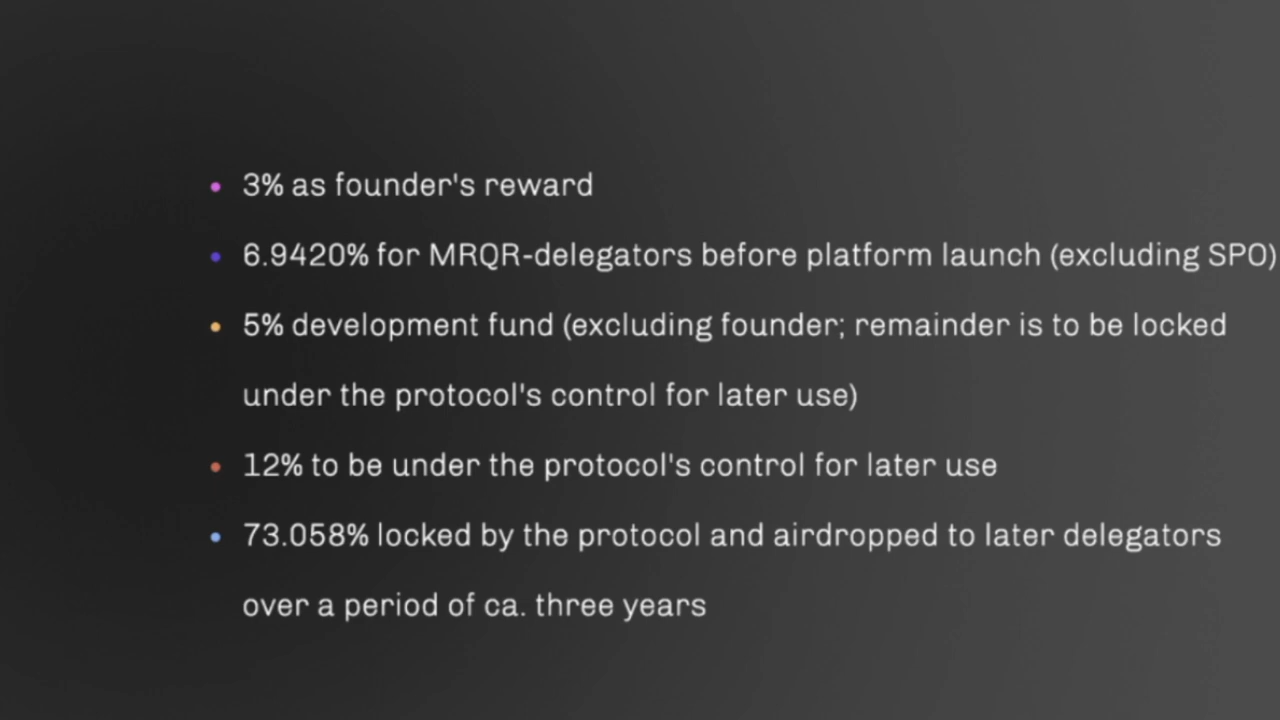 3% as founder's reward
6.9420% for MRQR-delegators before platform launch (excluding SPO)
5% development fund (excluding founder; remainder is to be locked
under the protocol's control for later use)
12% to be under the protocol's control for later use
73.058% locked by the protocol and airdropped to later delegators
over a period of ca. three years